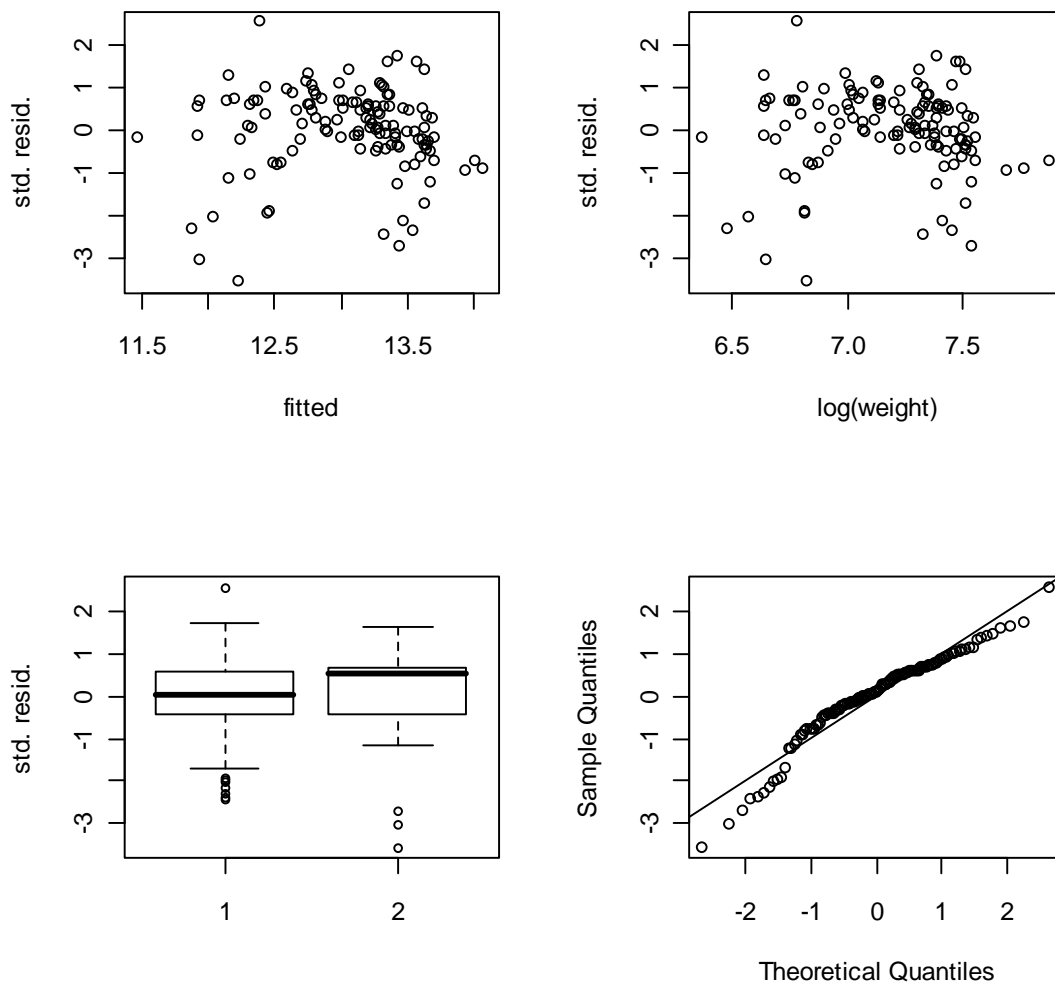 std. resid.
2
1
0
-1
-3
11.5 12.5 13.5
fitted
std. resid.
2
1
0
-1
-3
6.5 7.0 7.5
log(weight)
std. resid.
2
1
0
-1
-3
1 2
Sample Quantiles
2
1
0
-1
-3
-2 -1 0 1 2
Theoretical Quantiles